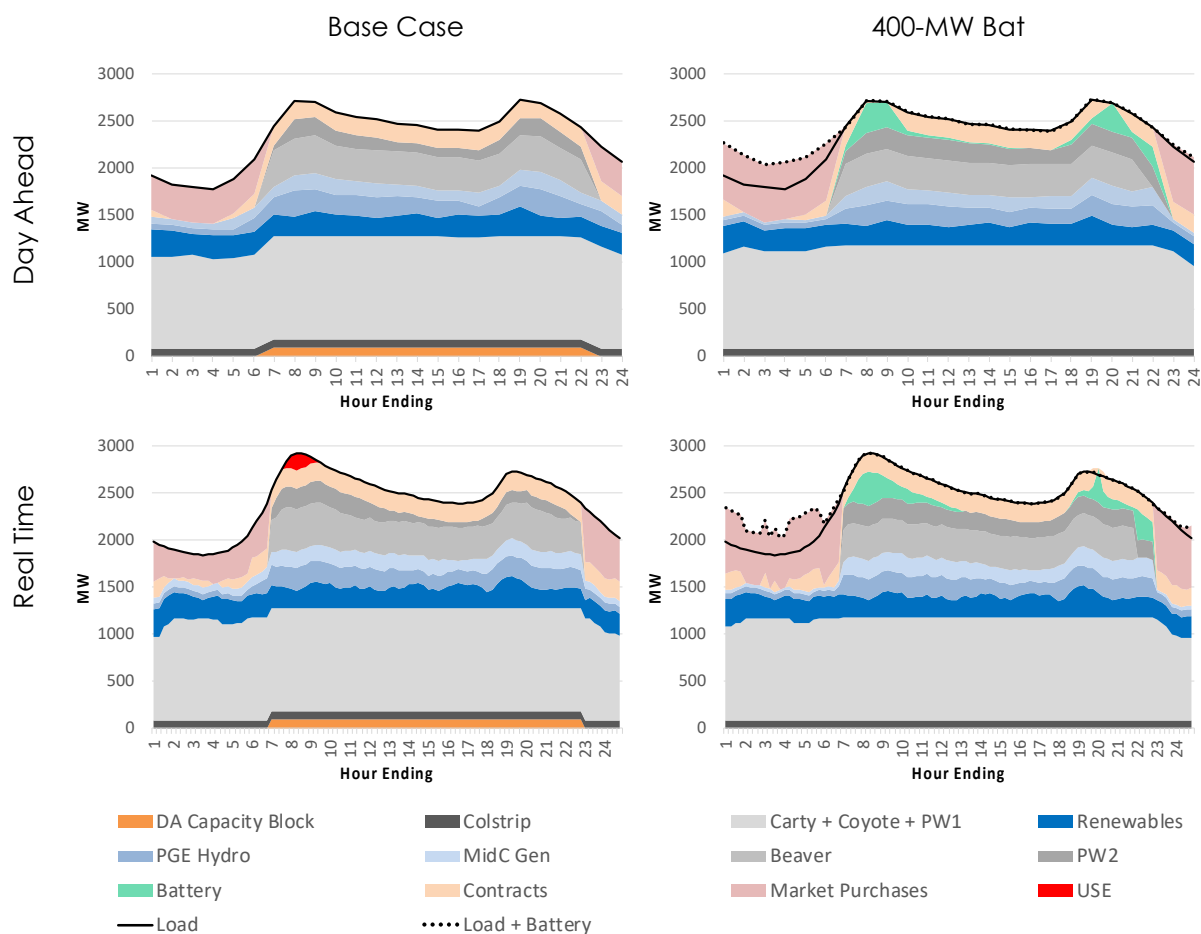 Base Case
400-MW Bat
Day Ahead
MW
3000
2500
2000
1500
1000
500
0
1 2 3 4 5 6 7 8 9 10 11 12 13 14 15 16 17 18 19 20 21 22 23 24
Hour Ending
MW
3000
2500
2000
1500
1000
500
0
1 2 3 4 5 6 7 8 9 10 11 12 13 14 15 16 17 18 19 20 21 22 23 24
Hour Ending
Real Time
MW
3000
2500
2000
1500
1000
500
0
1 2 3 4 5 6 7 8 9 10 11 12 13 14 15 16 17 18 19 20 21 22 23 24
Hour Ending
MW
3000
2500
2000
1500
1000
500
0
1 2 3 4 5 6 7 8 9 10 11 12 13 14 15 16 17 18 19 20 21 22 23 24
Hour Ending
DA Capacity Block Colstrip Carty + Coyote + PW1 Renewables
PGE Hydro MidC Gen Beaver PW2
Battery Contracts Market Purchases USE
Load Load + Battery